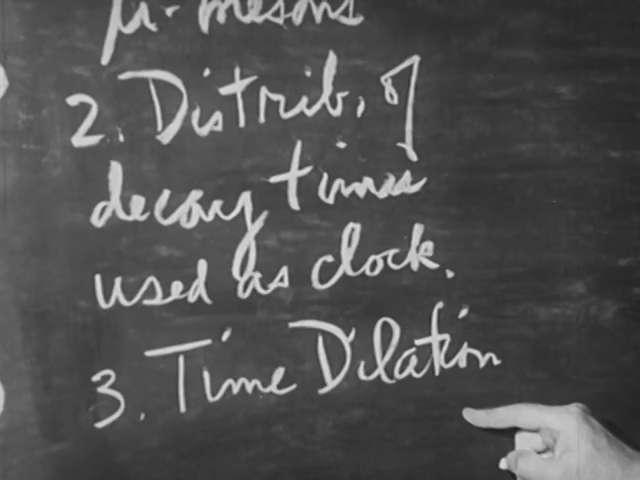 μ-mesons
2. Distrib. of
decay times
used as clock.
3. Time Dilation